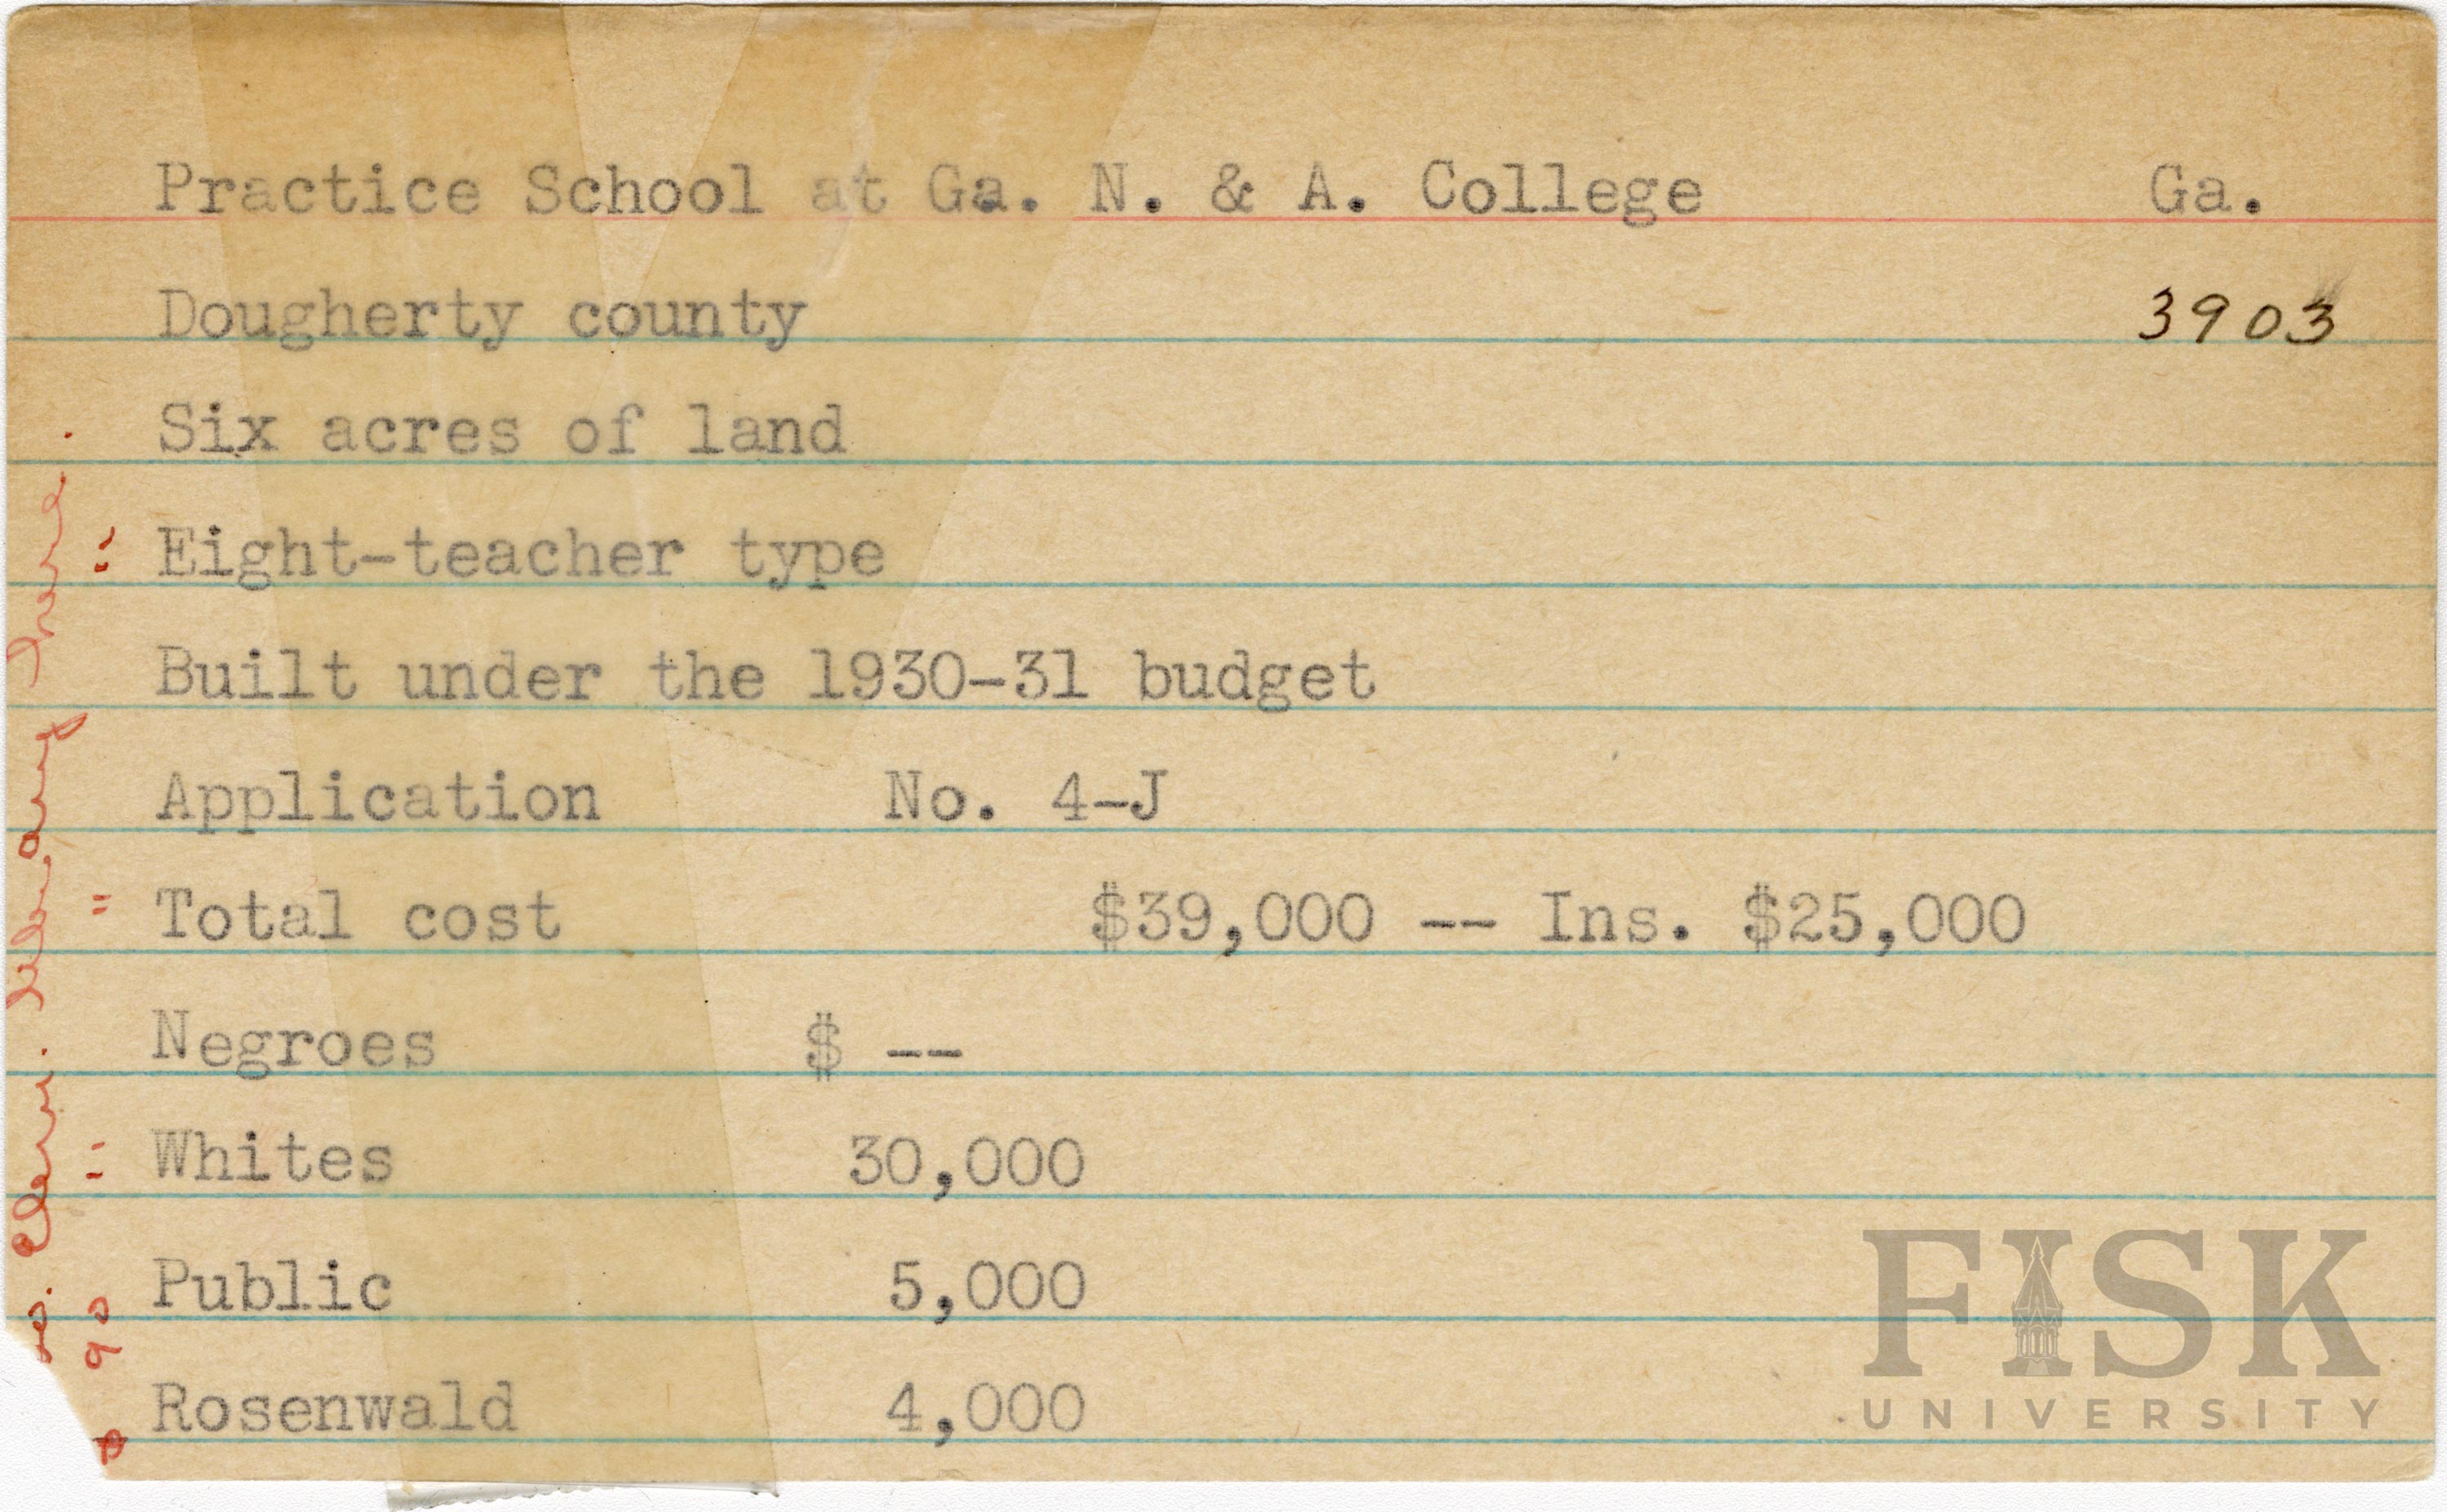 Practice School at Ga. N. & A. College Ga.
Dougherty county 3903
Six acres of land
Eight-teacher type
Built under the 1930-31 budget
Application No. 4-J
Total cost $39,000 -- Ins. $25,000
Negroes $ --
Whites 30,000
Public 5,000
Rosenwald 4,000
here
FISK
UNIVERSITY